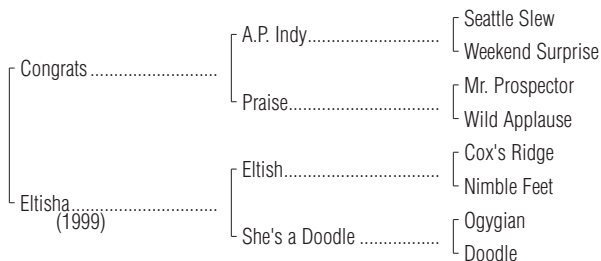 Seattle Slew
A.P. Indy
Weekend Surprise
Congrats
Mr. Prospector
Praise
Wild Applause
Cox's Ridge
Eltish
Nimble Feet
Eltisha
(1999)
Ogygian
She's a Doodle
Doodle